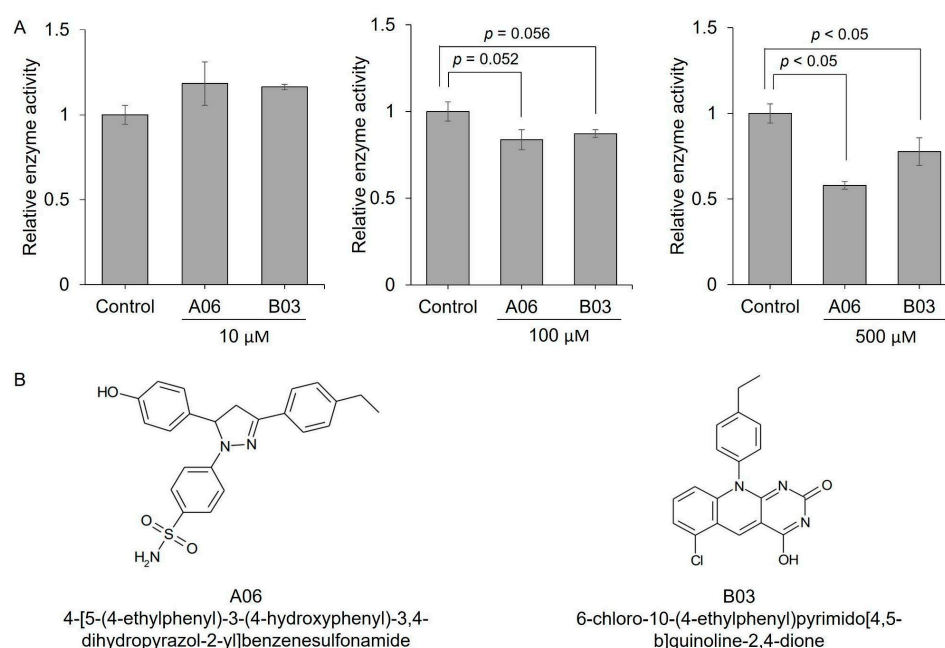 A
Relative enzyme activity
1.5
1
0.5
0
Control
A06
B03
10 µM
Relative enzyme activity
1.5
1
0.5
0
p = 0.056
p = 0.052
Control
A06
B03
100 µM
Relative enzyme activity
1.5
1
0.5
0
p < 0.05
p < 0.05
Control
A06
B03
500 µM
B
HO
N
N
O
S
O
H₂N
A06
4-[5-(4-ethylphenyl)-3-(4-hydroxyphenyl)-3,4-
dihydropyrazol-2-yl]benzenesulfonamide
N
N
O
N
Cl
OH
B03
6-chloro-10-(4-ethylphenyl)pyrimido[4,5-
b]quinoline-2,4-dione